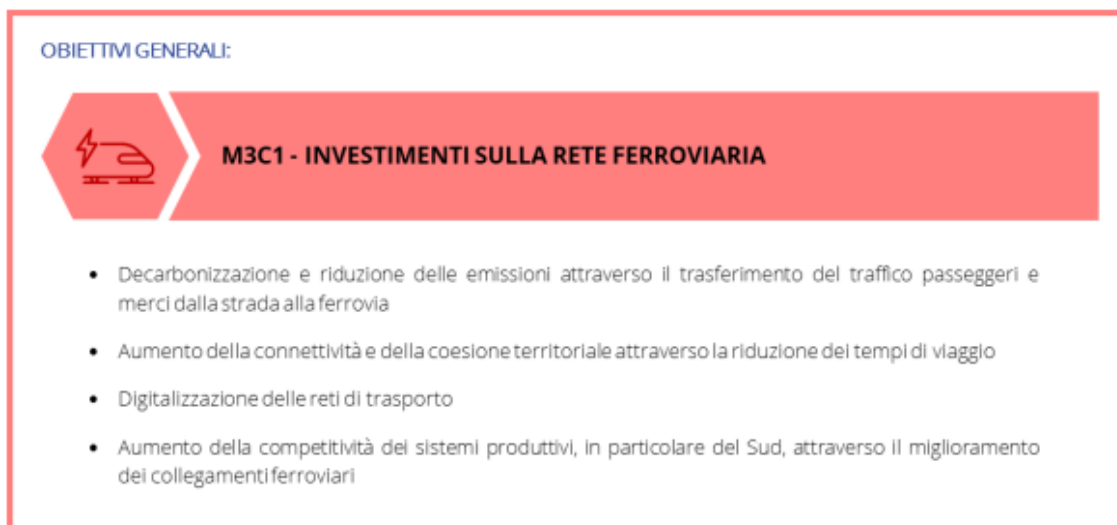 OBIETTIVI GENERALI:
M3C1 - INVESTIMENTI SULLA RETE FERROVIARIA
• Decarbonizzazione e riduzione delle emissioni attraverso il trasferimento del traffico passeggeri e
merci dalla strada alla ferrovia
• Aumento della connettività e della coesione territoriale attraverso la riduzione dei tempi di viaggio
• Digitalizzazione delle reti di trasporto
• Aumento della competitività dei sistemi produttivi, in particolare del Sud, attraverso il miglioramento
dei collegamenti ferroviari